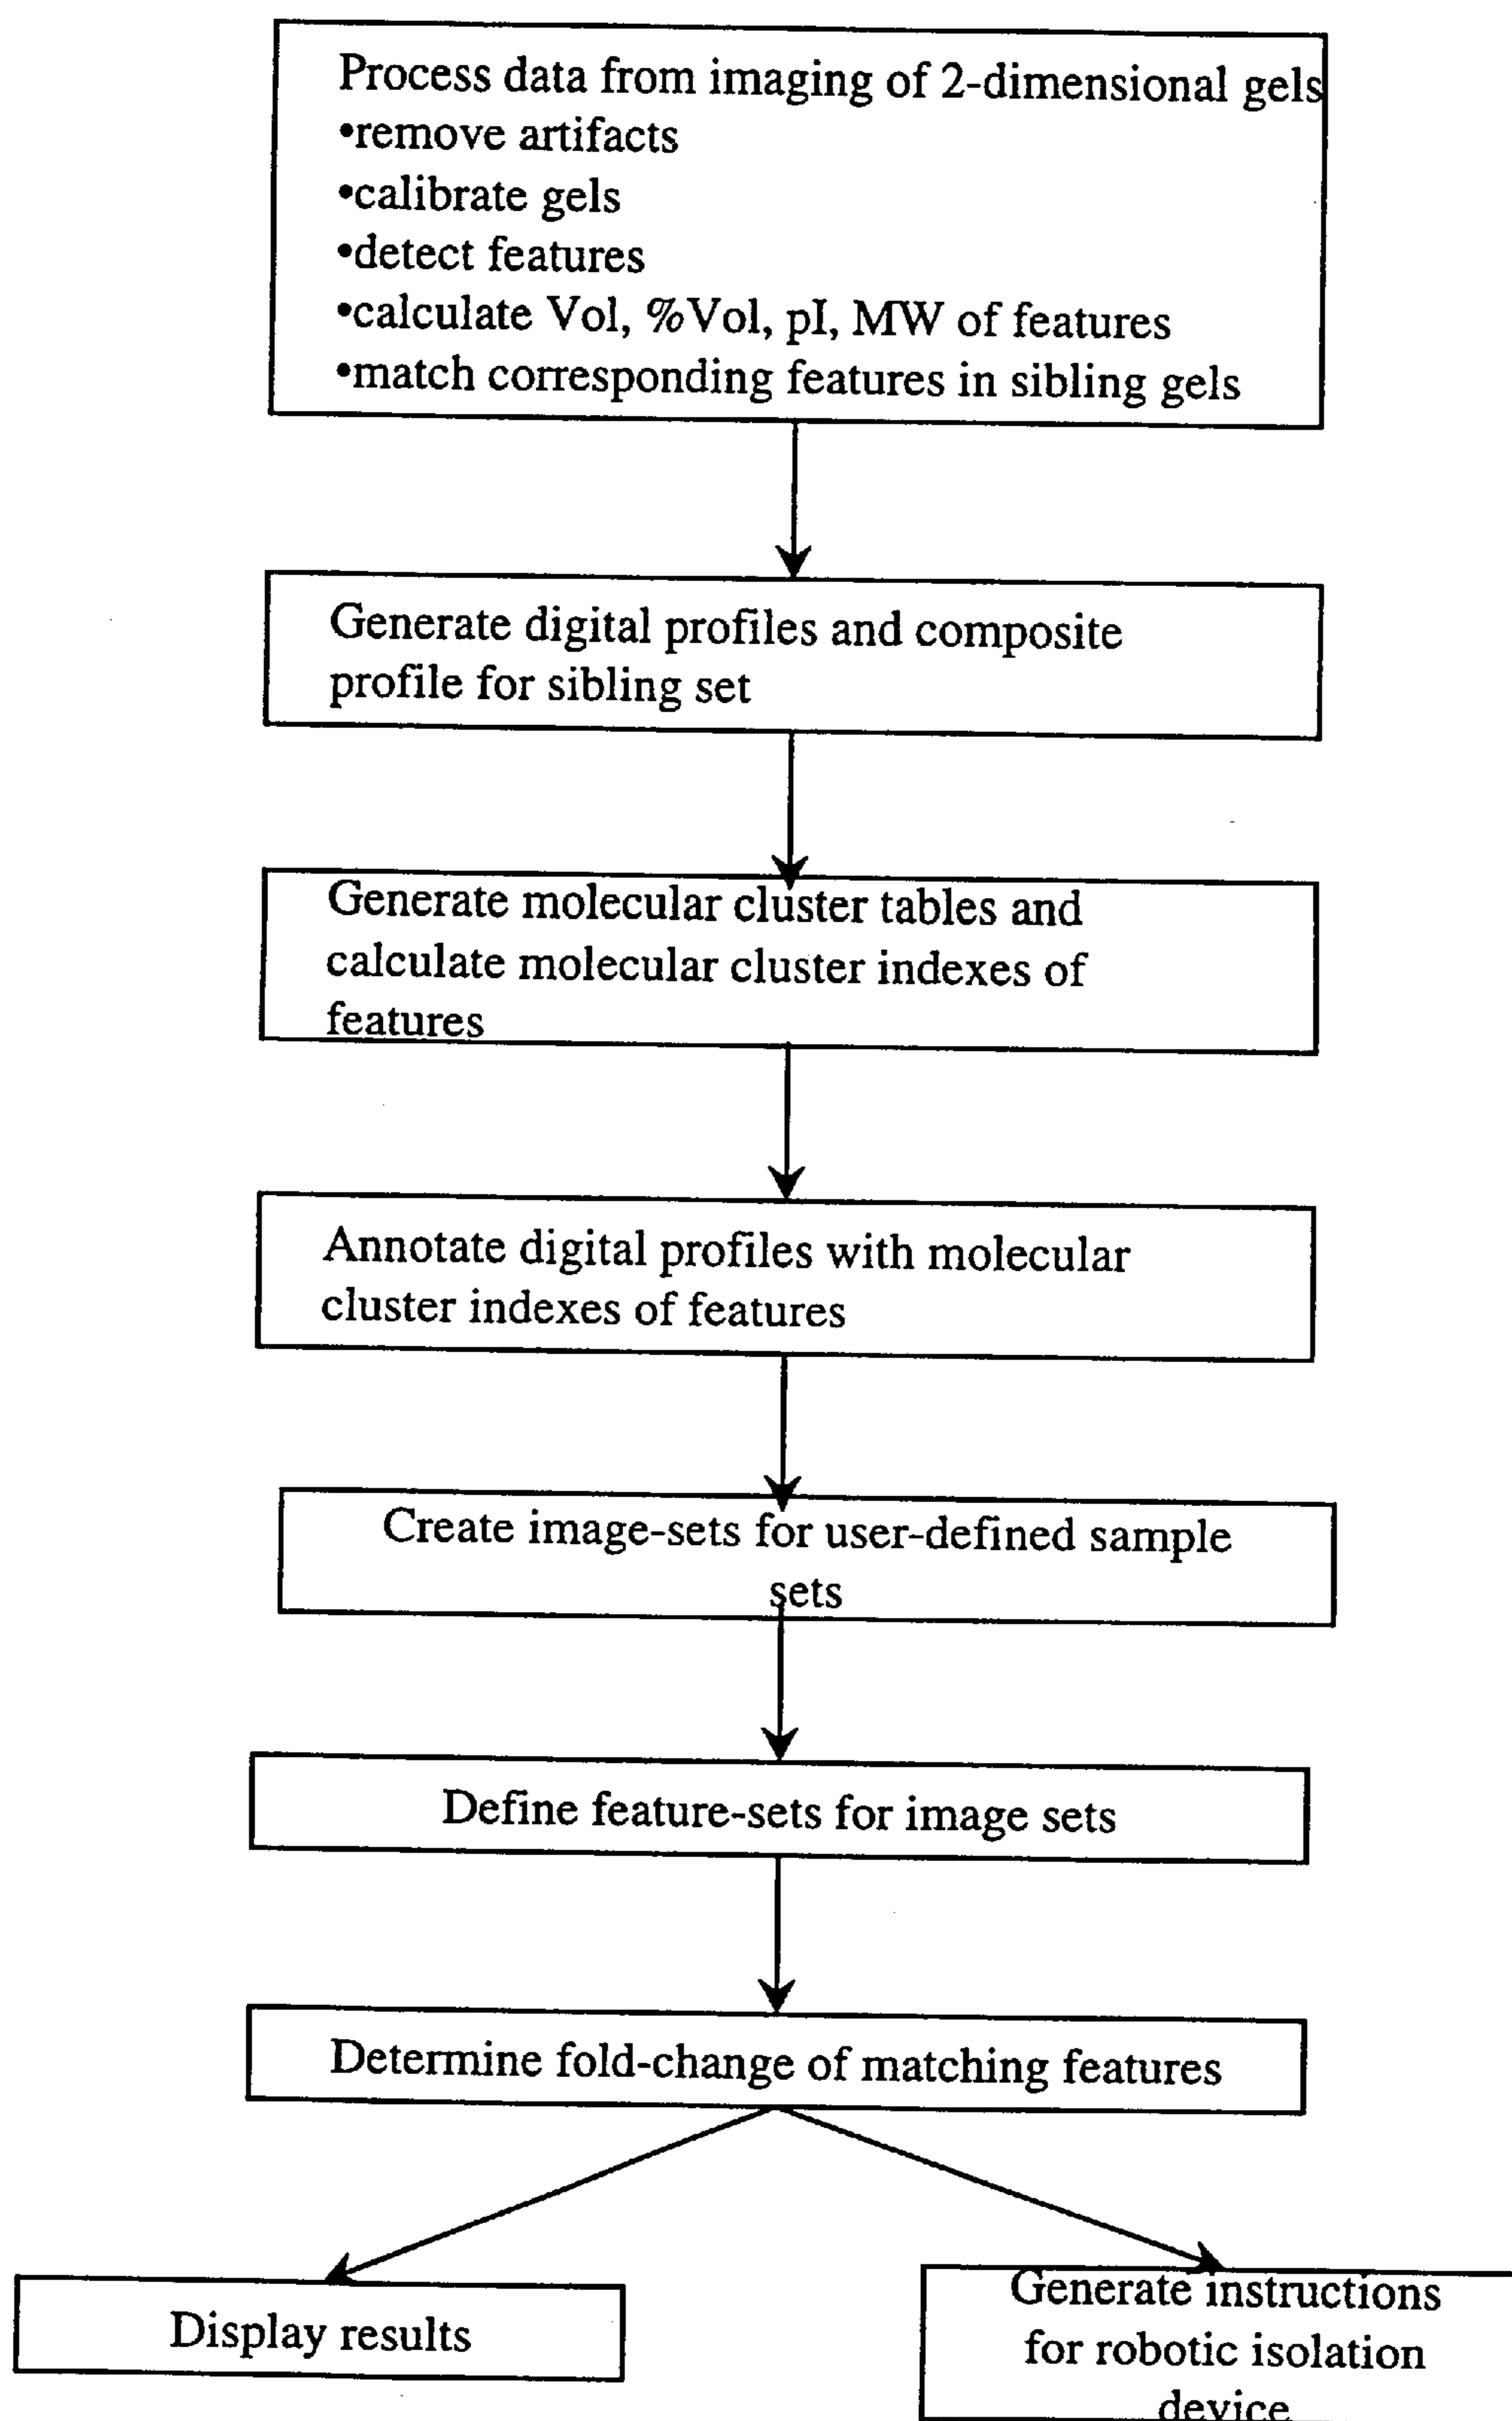 Process data from imaging of 2-dimensional gels
•remove artifacts
•calibrate gels
•detect features
•calculate Vol, %Vol, pI, MW of features
•match corresponding features in sibling gels
Generate digital profiles and composite
profile for sibling set
Generate molecular cluster tables and
calculate molecular cluster indexes of
features
Annotate digital profiles with molecular
cluster indexes of features
Create image-sets for user-defined sample
sets
Define feature-sets for image sets
Determine fold-change of matching features
Display results
Generate instructions
for robotic isolation
device